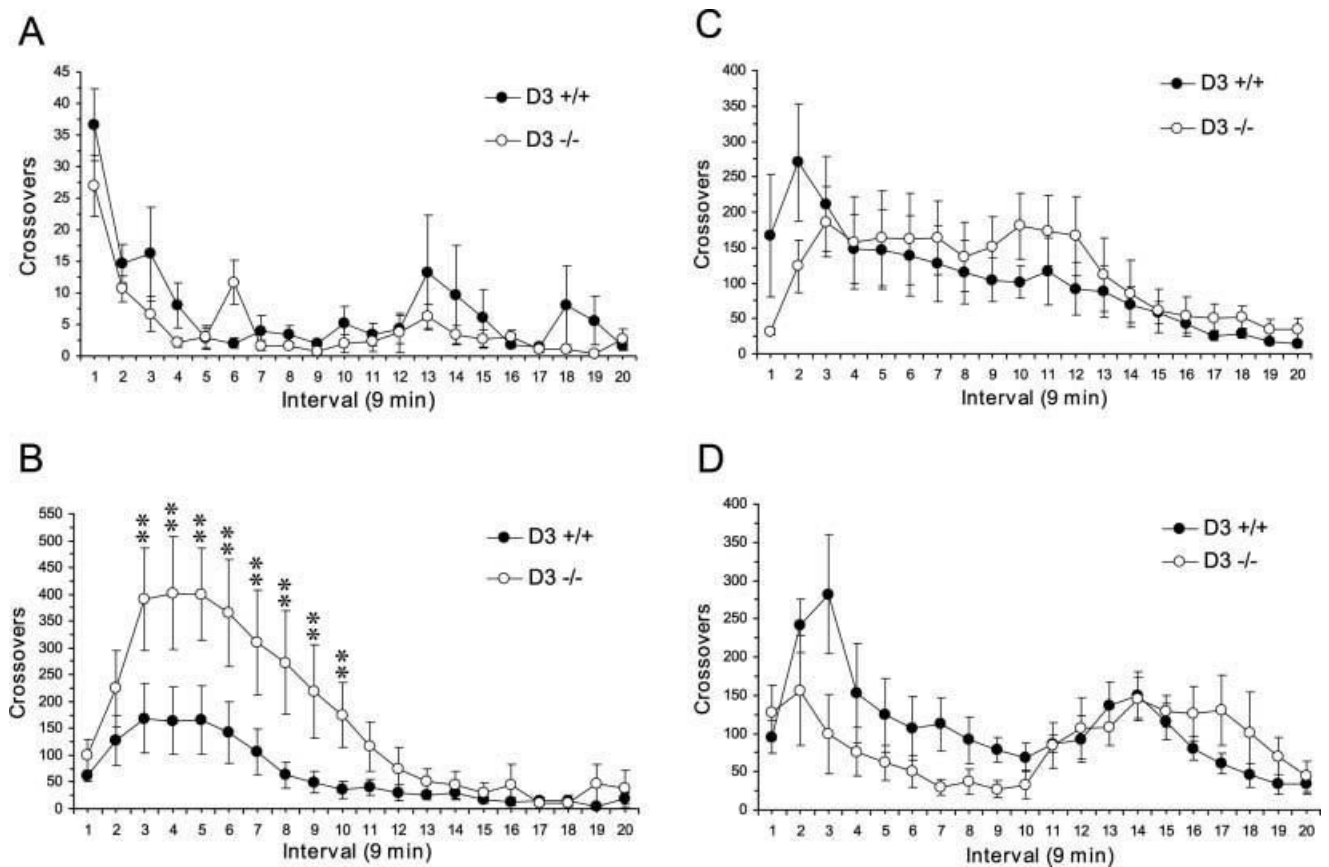 A
45
40
35
30
25
20
15
10
5
0
Crossovers
D3 +/+
D3 -/-
1 2 3 4 5 6 7 8 9 10 11 12 13 14 15 16 17 18 19 20
Interval (9 min)
B
550
500
450
400
350
300
250
200
150
100
50
0
Crossovers
** ** ** ** ** ** ** **
D3 +/+
D3 -/-
1 2 3 4 5 6 7 8 9 10 11 12 13 14 15 16 17 18 19 20
Interval (9 min)
C
400
350
300
250
200
150
100
50
0
Crossovers
D3 +/+
D3 -/-
1 2 3 4 5 6 7 8 9 10 11 12 13 14 15 16 17 18 19 20
Interval (9 min)
D
400
350
300
250
200
150
100
50
0
Crossovers
D3 +/+
D3 -/-
1 2 3 4 5 6 7 8 9 10 11 12 13 14 15 16 17 18 19 20
Interval (9 min)